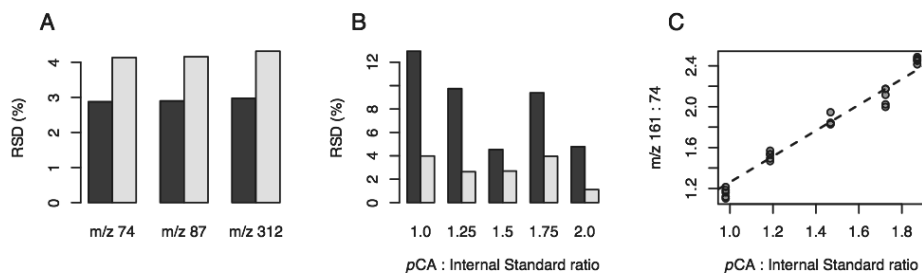 A
RSD (%)
4
3
2
1
0
m/z 74 m/z 87 m/z 312
B
RSD (%)
12
8
6
4
2
0
1.0 1.25 1.5 1.75 2.0
pCA : Internal Standard ratio
C
m/z 161 : 74
2.4
2.0
1.6
1.2
1.0 1.2 1.4 1.6 1.8
pCA : Internal Standard ratio